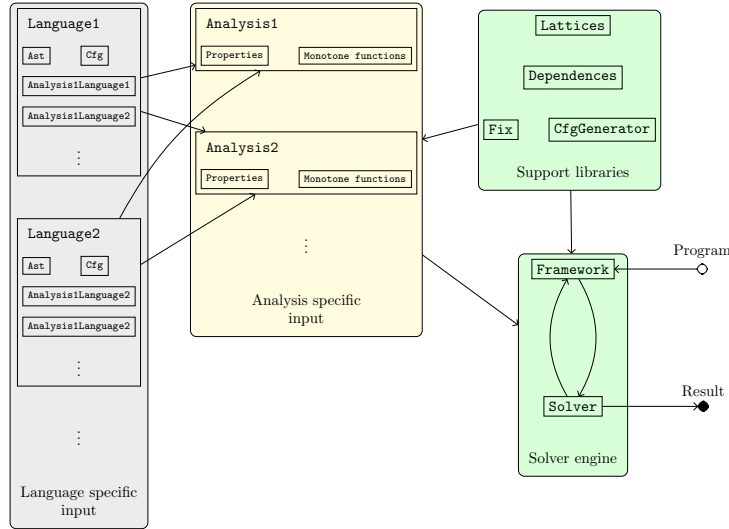 Language1
Ast
Cfg
Analysis1Language1
Analysis1Language2
⋮
Language2
Ast
Cfg
Analysis1Language2
Analysis1Language2
⋮
⋮
Language specific
input
Analysis1
Properties
Monotone functions
Analysis2
Properties
Monotone functions
⋮
Analysis specific
input
Lattices
Dependences
Fix
CfgGenerator
Support libraries
Framework
Solver
Solver engine
Program
Result